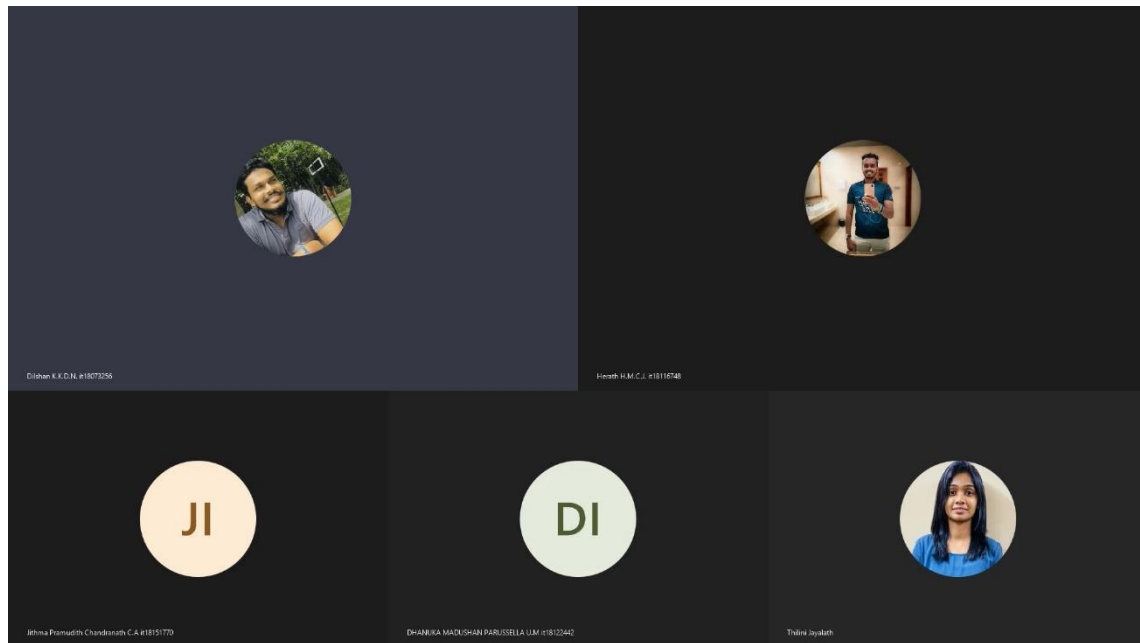 Dilshan K.K.D.N. it18073256
Herath H.M.C.J. it18116748
JI
DI
Jithma Pramudith Chandranath C.A it18151770
DHANUKA MADUSHAN PARUSSELLA U.M it18122442
Thilini Jayalath